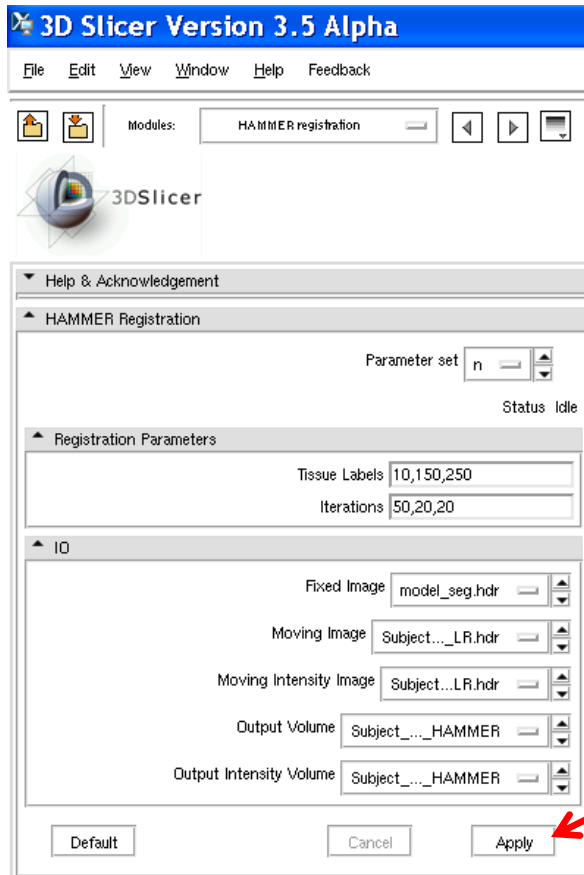 3D Slicer Version 3.5 Alpha
File Edit View Window Help Feedback
Modules: HAMMER registration
3DSlicer
Help & Acknowledgement
HAMMER Registration
Parameter set n
Status Idle
Registration Parameters
Tissue Labels 10,150,250
Iterations 50,20,20
IO
Fixed Image model_seg.hdr
Moving Image Subject..._LR.hdr
Moving Intensity Image Subject...LR.hdr
Output Volume Subject_..._HAMMER
Output Intensity Volume Subject_..._HAMMER
Default Cancel Apply